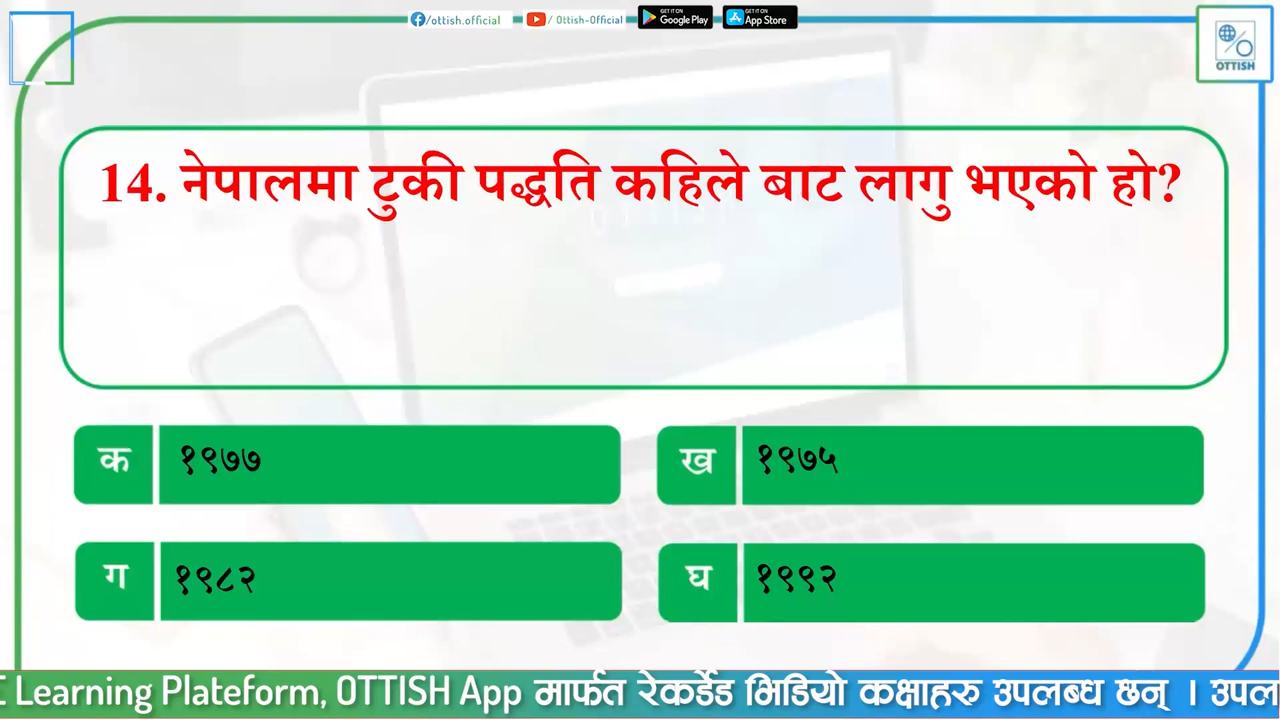 /ottish.official
/ Ottish-Official
GET IT ON
Google Play
GET IT ON
App Store
OTTISH
14. नेपालमा टुकी पद्धति कहिले बाट लागु भएको हो?
क १९७७
ख १९७५
ग १९८२
घ १९९२
E Learning Plateform, OTTISH App मार्फत रेकर्डेड भिडियो कक्षाहरु उपलब्ध छन् । उपल